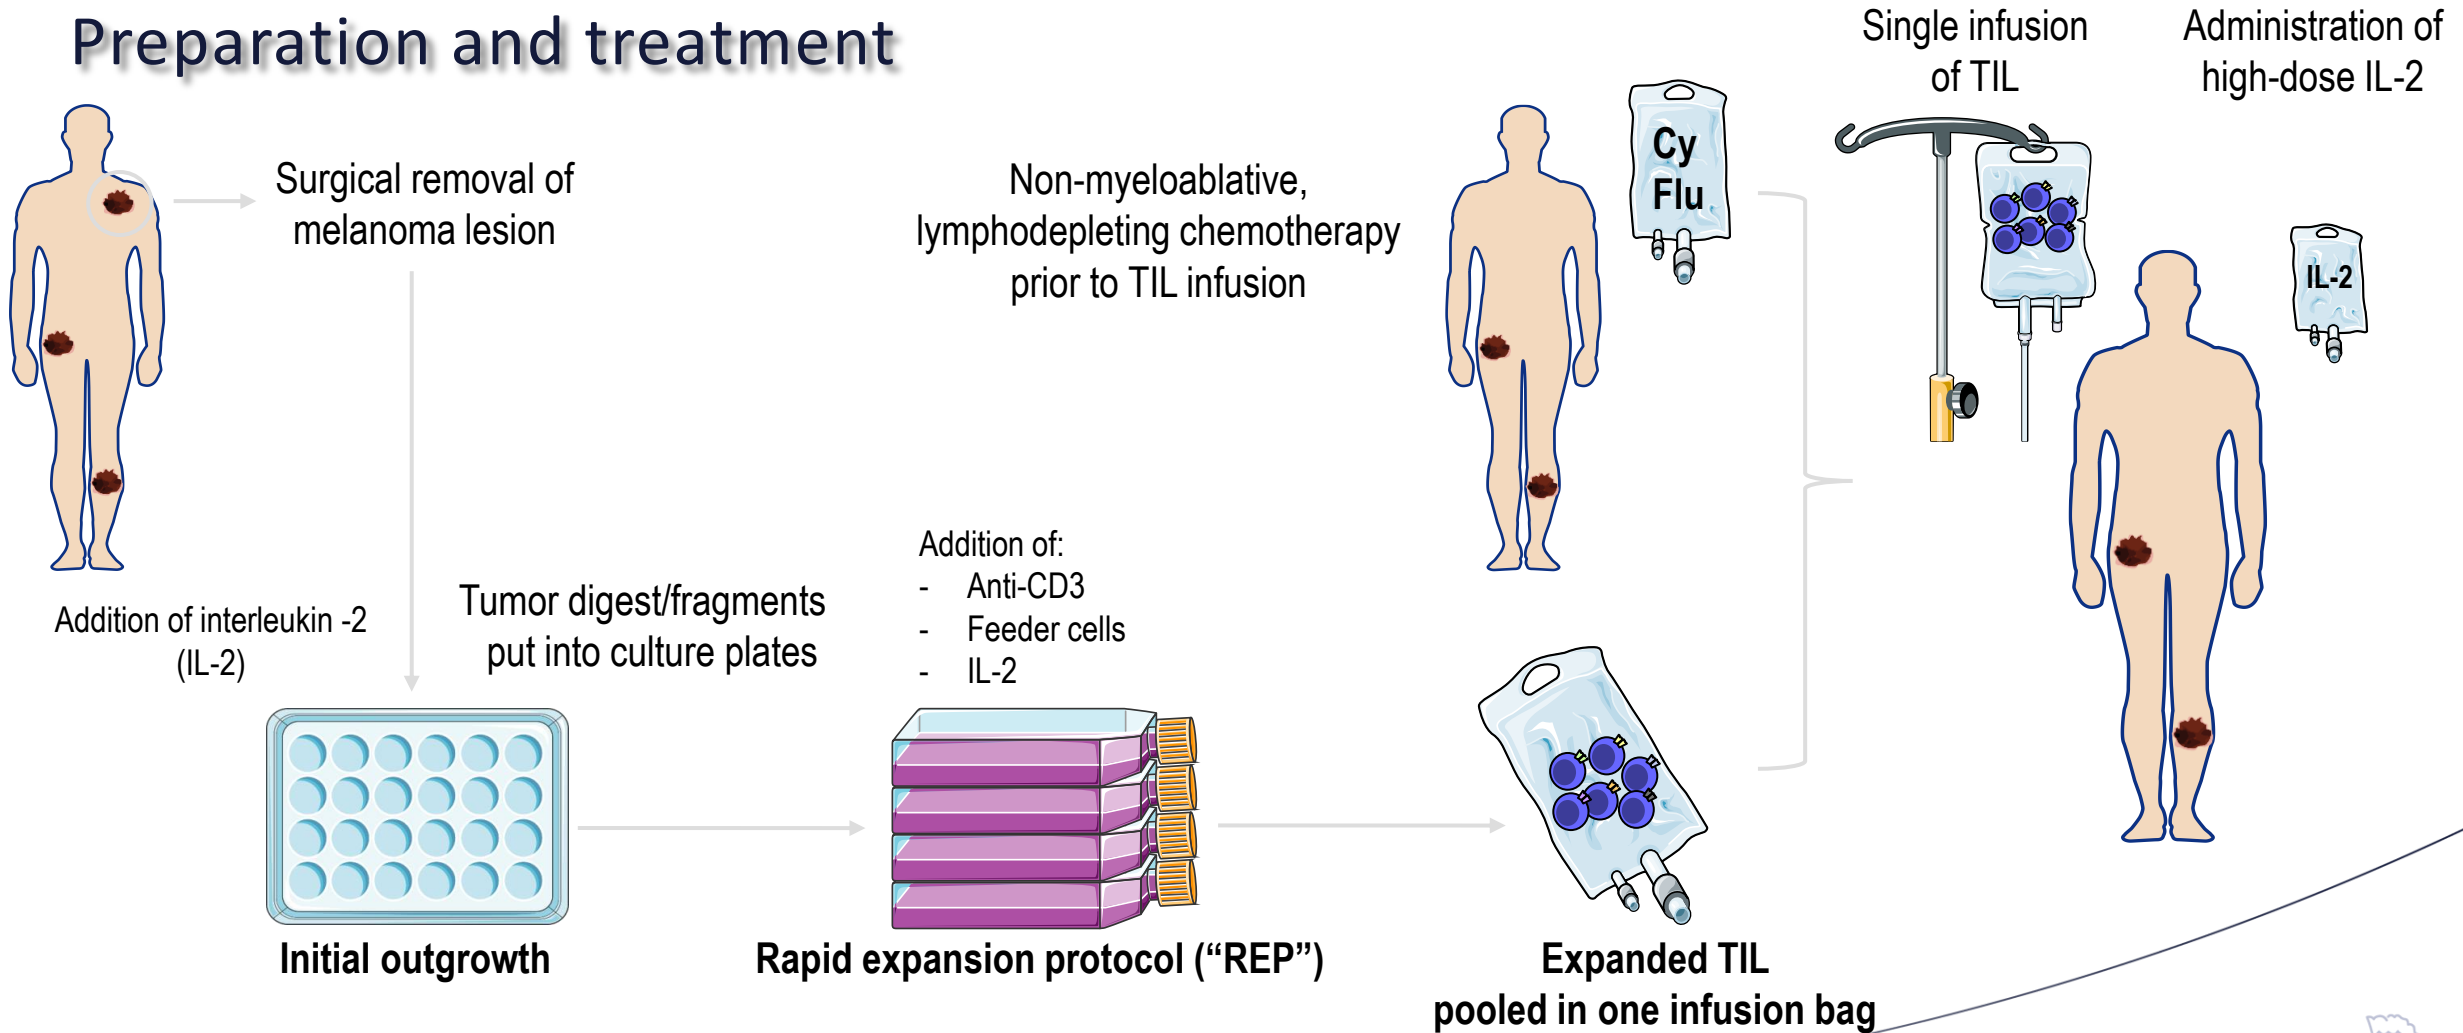 Preparation and treatment
Surgical removal of
melanoma lesion
Addition of interleukin -2
(IL-2)
Tumor digest/fragments
put into culture plates
Initial outgrowth
Addition of:
- Anti-CD3
- Feeder cells
- IL-2
Rapid expansion protocol (“REP”)
Non-myeloablative,
lymphodepleting chemotherapy
prior to TIL infusion
Cy
Flu
Expanded TIL
pooled in one infusion bag
Single infusion
of TIL
Administration of
high-dose IL-2
IL-2